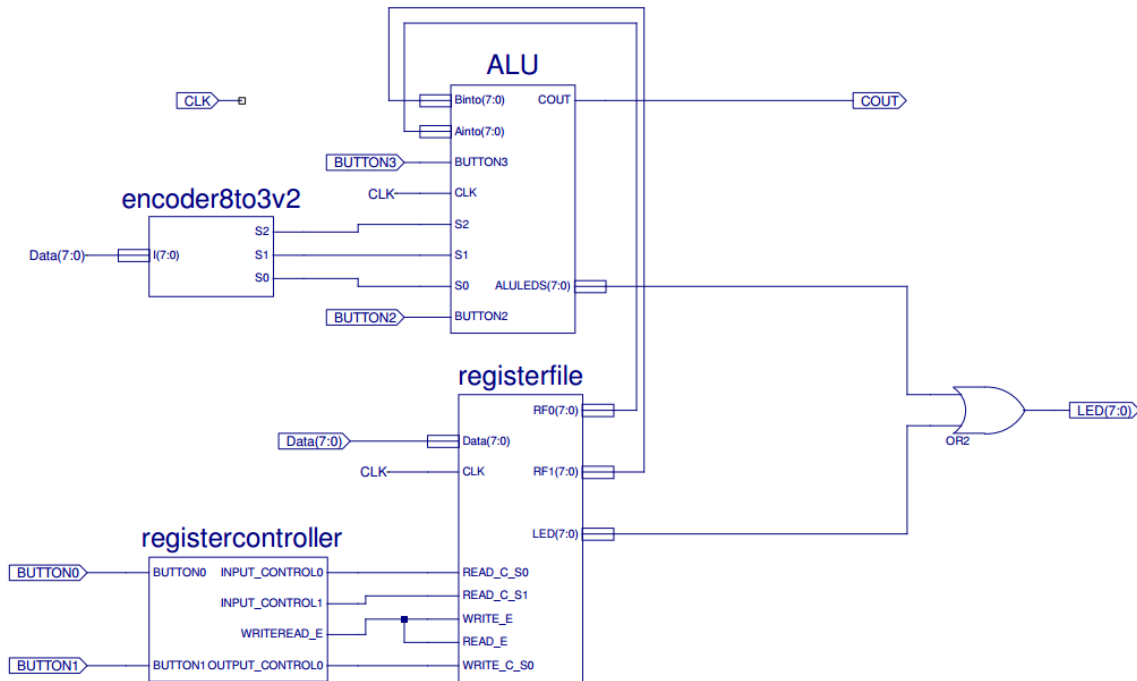 ALU
CLK
Binto(7:0)
COUT
COUT
Ainto(7:0)
BUTTON3
BUTTON3
CLK
CLK
encoder8to3v2
S2
S2
Data(7:0)
I(7:0)
S1
S1
S0
S0
ALULEDS(7:0)
BUTTON2
BUTTON2
registerfile
RF0(7:0)
LED(7:0)
Data(7:0)
Data(7:0)
OR2
CLK
CLK
RF1(7:0)
registercontroller
LED(7:0)
BUTTON0
BUTTON0
INPUT_CONTROL0
READ_C_S0
INPUT_CONTROL1
READ_C_S1
WRITEREAD_E
WRITE_E
READ_E
BUTTON1
BUTTON1
OUTPUT_CONTROL0
WRITE_C_S0